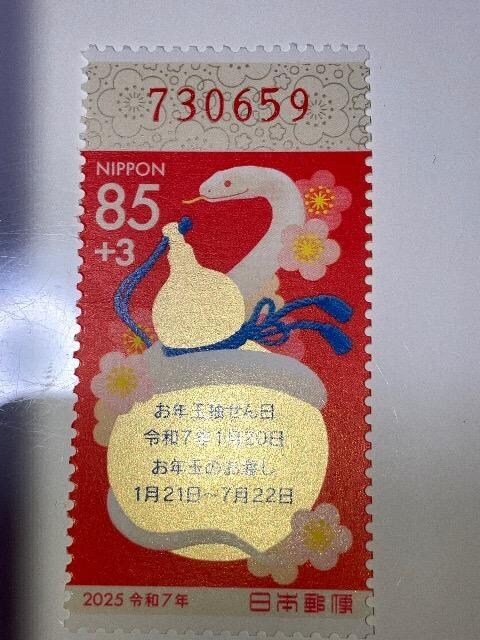 730659
NIPPON
85
+3
お年玉抽せん日
令和7年1月20日
お年玉のお渡し
1月21日~7月22日
2025 令和7年
日本郵便